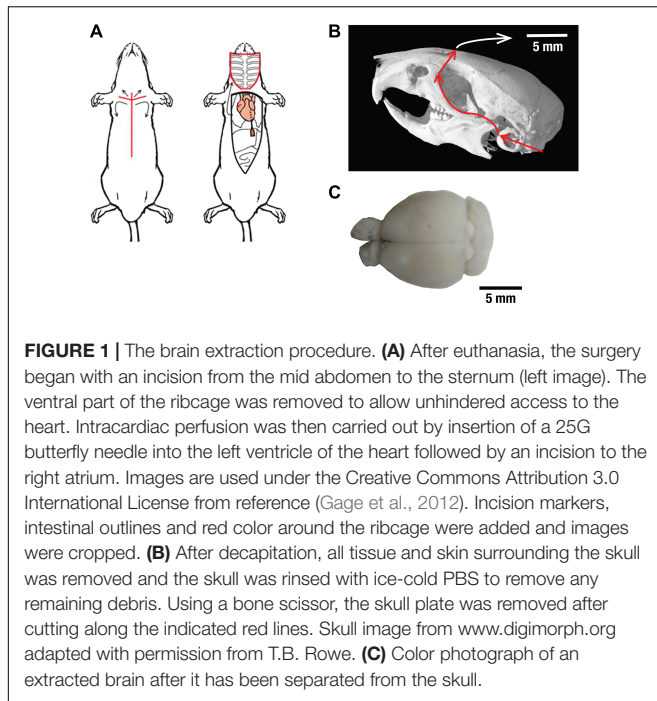 A
B
5 mm
C
5 mm
FIGURE 1 | The brain extraction procedure. (A) After euthanasia, the surgery
began with an incision from the mid abdomen to the sternum (left image). The
ventral part of the ribcage was removed to allow unhindered access to the
heart. Intracardiac perfusion was then carried out by insertion of a 25G
butterfly needle into the left ventricle of the heart followed by an incision to the
right atrium. Images are used under the Creative Commons Attribution 3.0
International License from reference (Gage et al., 2012). Incision markers,
intestinal outlines and red color around the ribcage were added and images
were cropped. (B) After decapitation, all tissue and skin surrounding the skull
was removed and the skull was rinsed with ice-cold PBS to remove any
remaining debris. Using a bone scissor, the skull plate was removed after
cutting along the indicated red lines. Skull image from www.digimorph.org
adapted with permission from T.B. Rowe. (C) Color photograph of an
extracted brain after it has been separated from the skull.